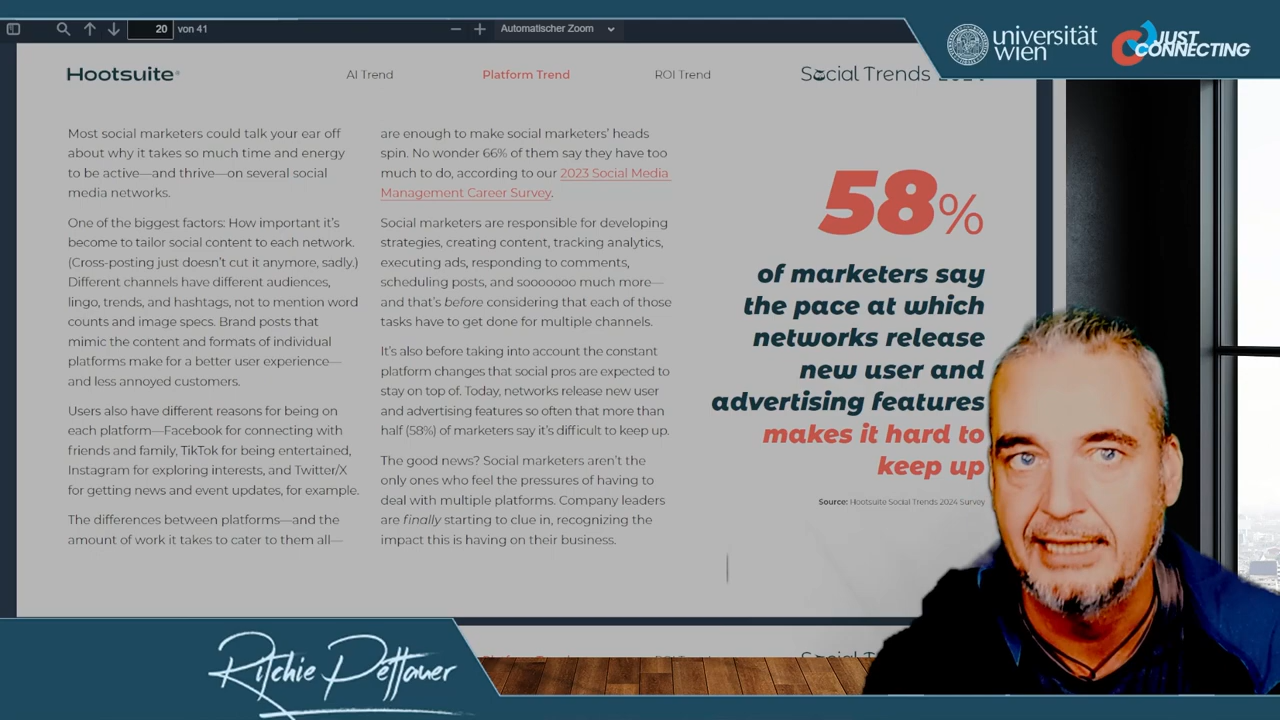 20 von 41
Automatischer Zoom
universität
wien
JUST
CONNECTING
Hootsuite
AI Trend
Platform Trend
ROI Trend
Social Trends 2024
Most social marketers could talk your ear off
about why it takes so much time and energy
to be active—and thrive—on several social
media networks.
One of the biggest factors: How important it's
become to tailor social content to each network.
(Cross-posting just doesn't cut it anymore, sadly.)
Different channels have different audiences,
lingo, trends, and hashtags, not to mention word
counts and image specs. Brand posts that
mimic the content and formats of individual
platforms make for a better user experience—
and less annoyed customers.
Users also have different reasons for being on
each platform—Facebook for connecting with
friends and family, TikTok for being entertained,
Instagram for exploring interests, and Twitter/X
for getting news and event updates, for example.
The differences between platforms—and the
amount of work it takes to cater to them all—
are enough to make social marketers' heads
spin. No wonder 66% of them say they have too
much to do, according to our 2023 Social Media
Management Career Survey.
Social marketers are responsible for developing
strategies, creating content, tracking analytics,
executing ads, responding to comments,
scheduling posts, and sooooooo much more—
and that's before considering that each of those
tasks have to get done for multiple channels.
It's also before taking into account the constant
platform changes that social pros are expected to
stay on top of. Today, networks release new user
and advertising features so often that more than
half (58%) of marketers say it's difficult to keep up.
The good news? Social marketers aren't the
only ones who feel the pressures of having to
deal with multiple platforms. Company leaders
are finally starting to clue in, recognizing the
impact this is having on their business.
58%
of marketers say
the pace at which
networks release
new user and
advertising features
makes it hard to
keep up
Source: Hootsuite Social Trends 2024 Survey
Ritchie Pettauer